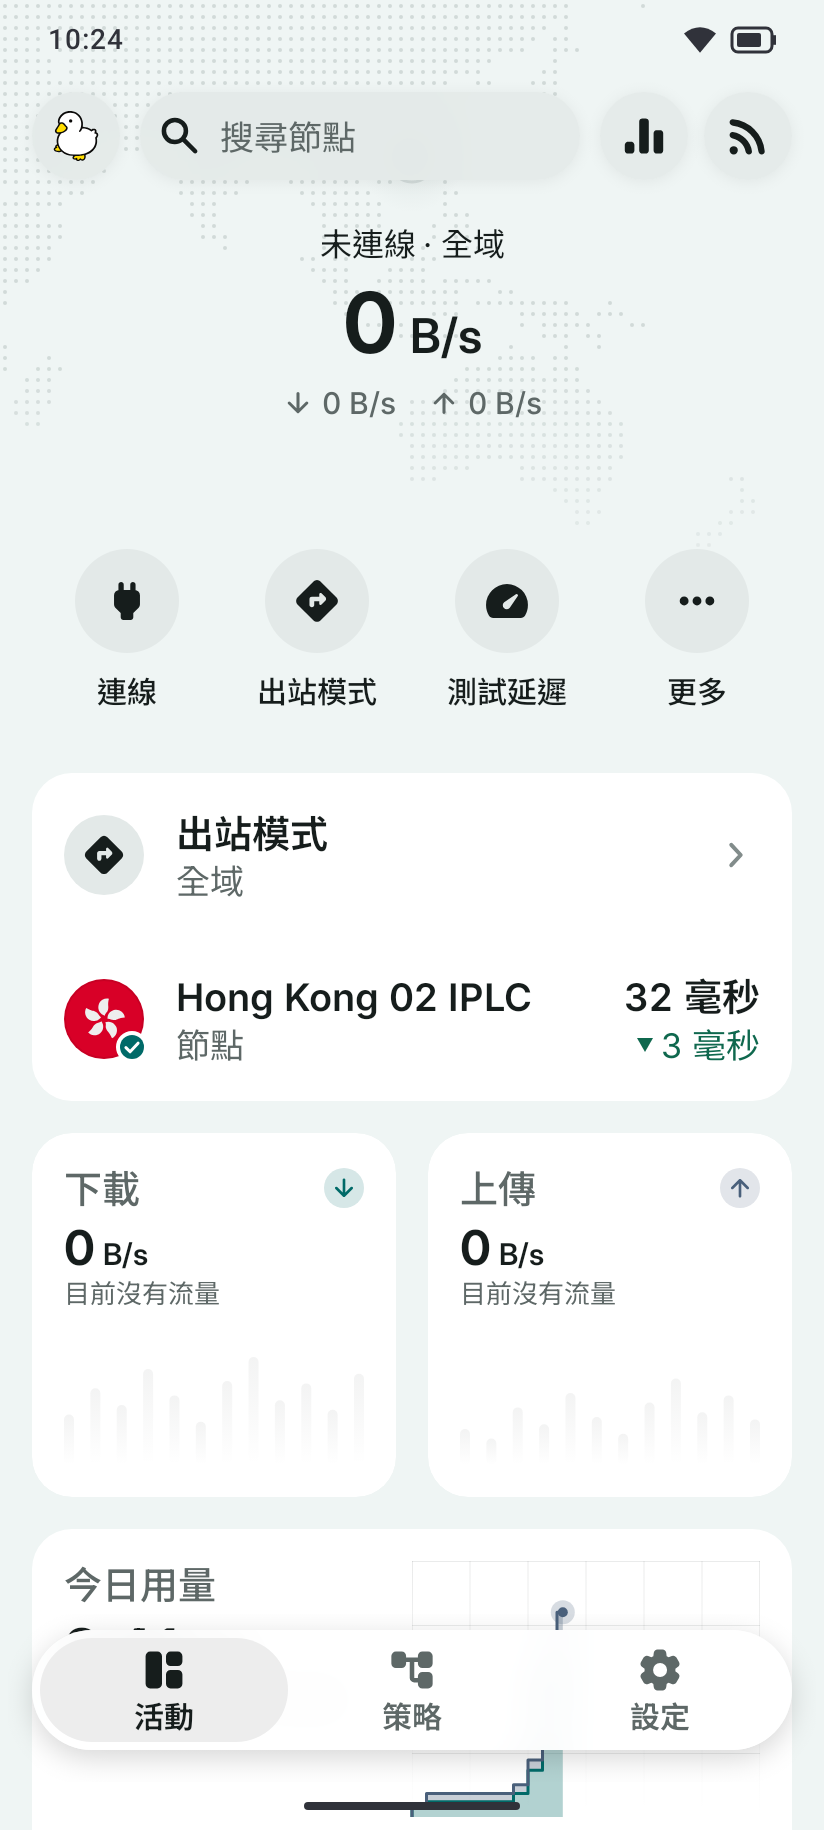 10:24
搜尋節點
未連線 · 全域
0 B/s
↓ 0 B/s ↑ 0 B/s
連線
出站模式
測試延遲
更多
出站模式
全域
Hong Kong 02 IPLC
32 毫秒
節點
▼3 毫秒
下載
0 B/s
目前沒有流量
上傳
0 B/s
目前沒有流量
今日用量
活動
策略
設定